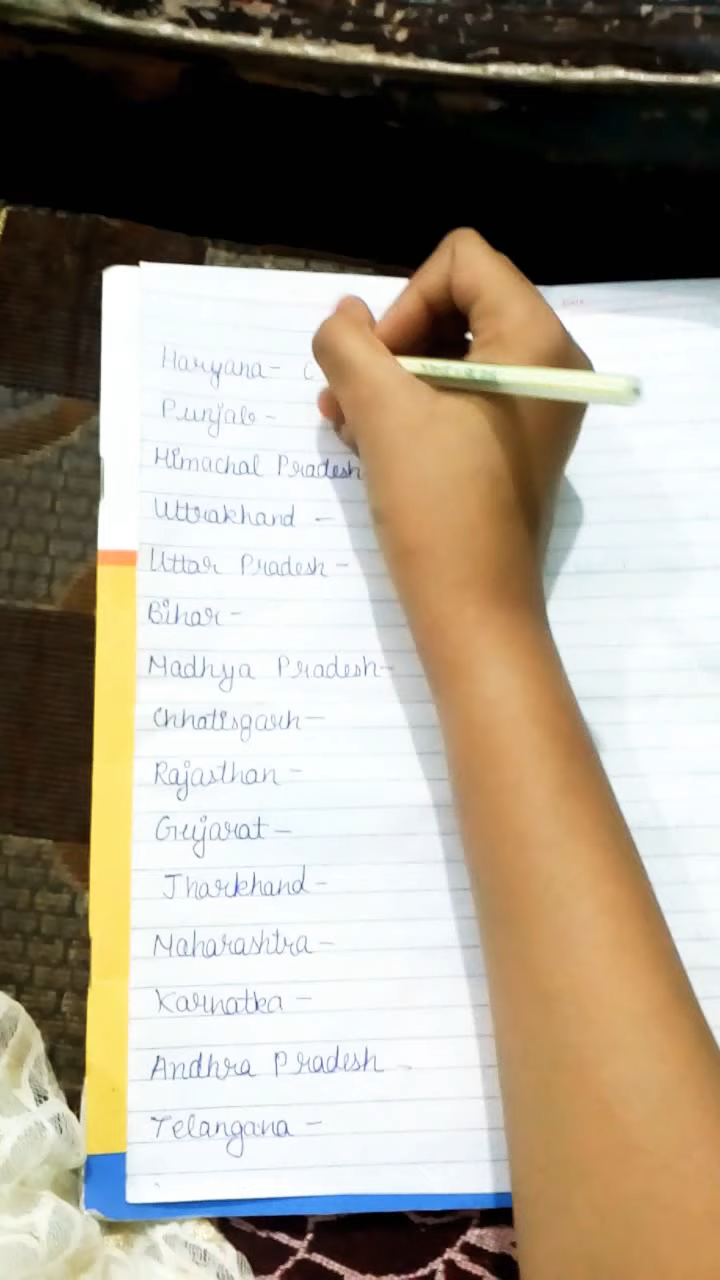 Haryana- C
Punjab -
Himachal Pradesh
Uttrakhand -
Uttar Pradesh -
Bihar -
Madhya Pradesh-
Chhatisgarh -
Rajasthan -
Gujarat -
Jharkhand -
Maharashtra -
Karnatka -
Andhra Pradesh -
Telangana -